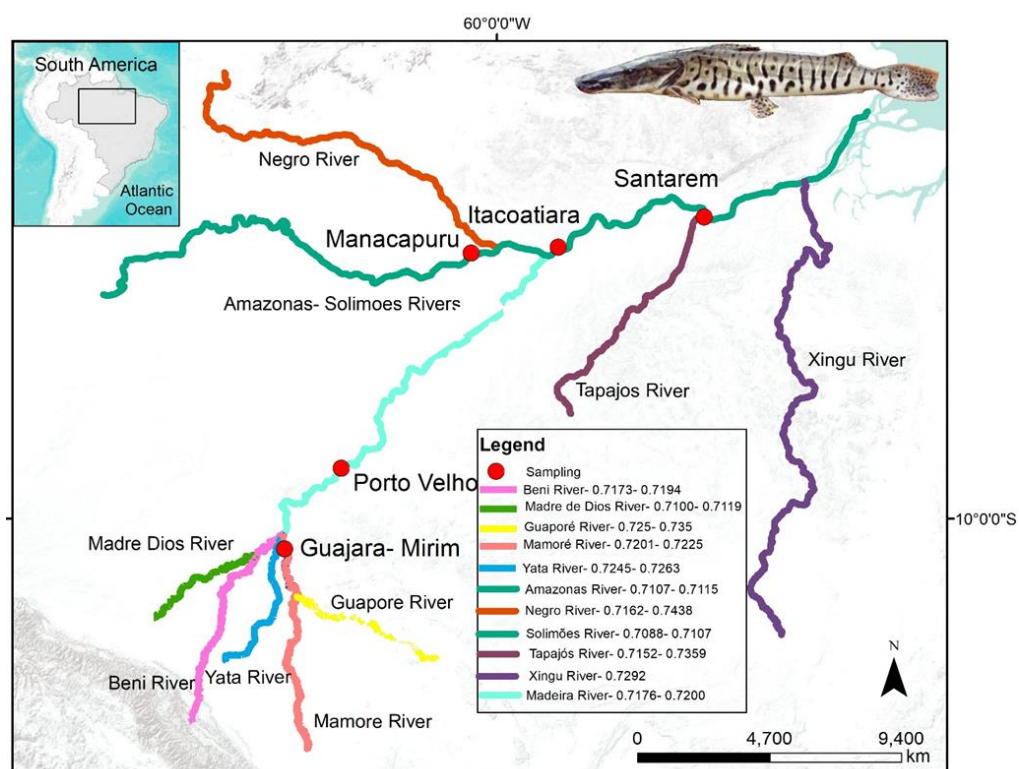 60°0'0"W
South America
Atlantic
Ocean
Negro River
Santarem
Itacoatiara
Manacapuru
Amazonas- Solimoes Rivers
Xingu River
Tapajos River
Legend
Sampling
Beni River- 0.7173- 0.7194
Madre de Dios River- 0.7100- 0.7119
Guaporé River- 0.725- 0.735
Mamoré River- 0.7201- 0.7225
Yata River- 0.7245- 0.7263
Amazonas River- 0.7107- 0.7115
Negro River- 0.7162- 0.7438
Solimões River- 0.7088- 0.7107
Tapajós River- 0.7152- 0.7359
Xingu River- 0.7292
Madeira River- 0.7176- 0.7200
Porto Velho
10°0'0"S
Madre Dios River
Guajara- Mirim
Guapore River
Beni River
Yata River
Mamore River
N
0 4,700 9,400
km